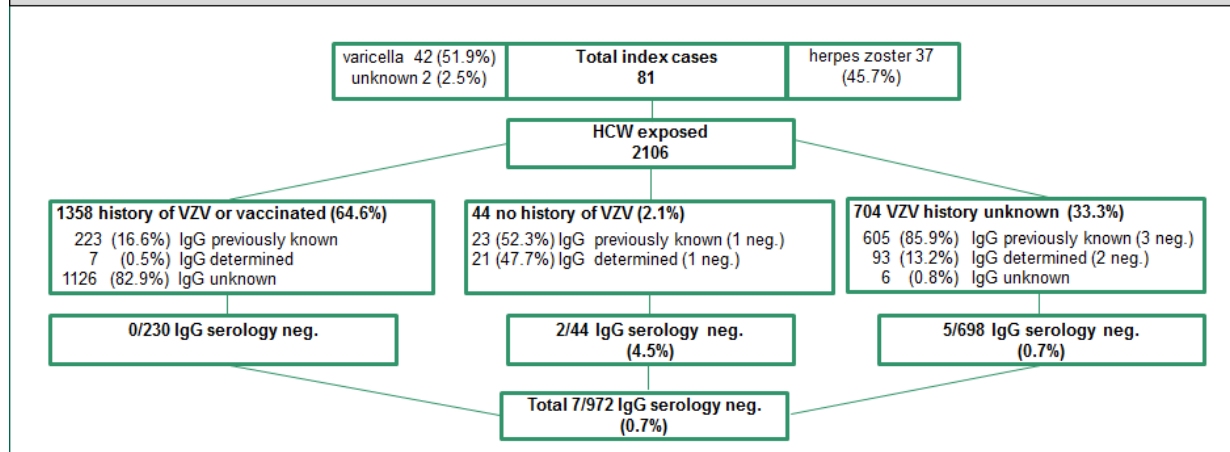 varicella 42 (51.9%)
unknown 2 (2.5%)
Total index cases
81
herpes zoster 37
(45.7%)
HCW exposed
2106
1358 history of VZV or vaccinated (64.6%)
223 (16.6%) IgG previously known
7 (0.5%) IgG determined
1126 (82.9%) IgG unknown
44 no history of VZV (2.1%)
23 (52.3%) IgG previously known (1 neg.)
21 (47.7%) IgG determined (1 neg.)
704 VZV history unknown (33.3%)
605 (85.9%) IgG previously known (3 neg.)
93 (13.2%) IgG determined (2 neg.)
6 (0.8%) IgG unknown
0/230 IgG serology neg.
2/44 IgG serology neg.
(4.5%)
5/698 IgG serology neg.
(0.7%)
Total 7/972 IgG serology neg.
(0.7%)